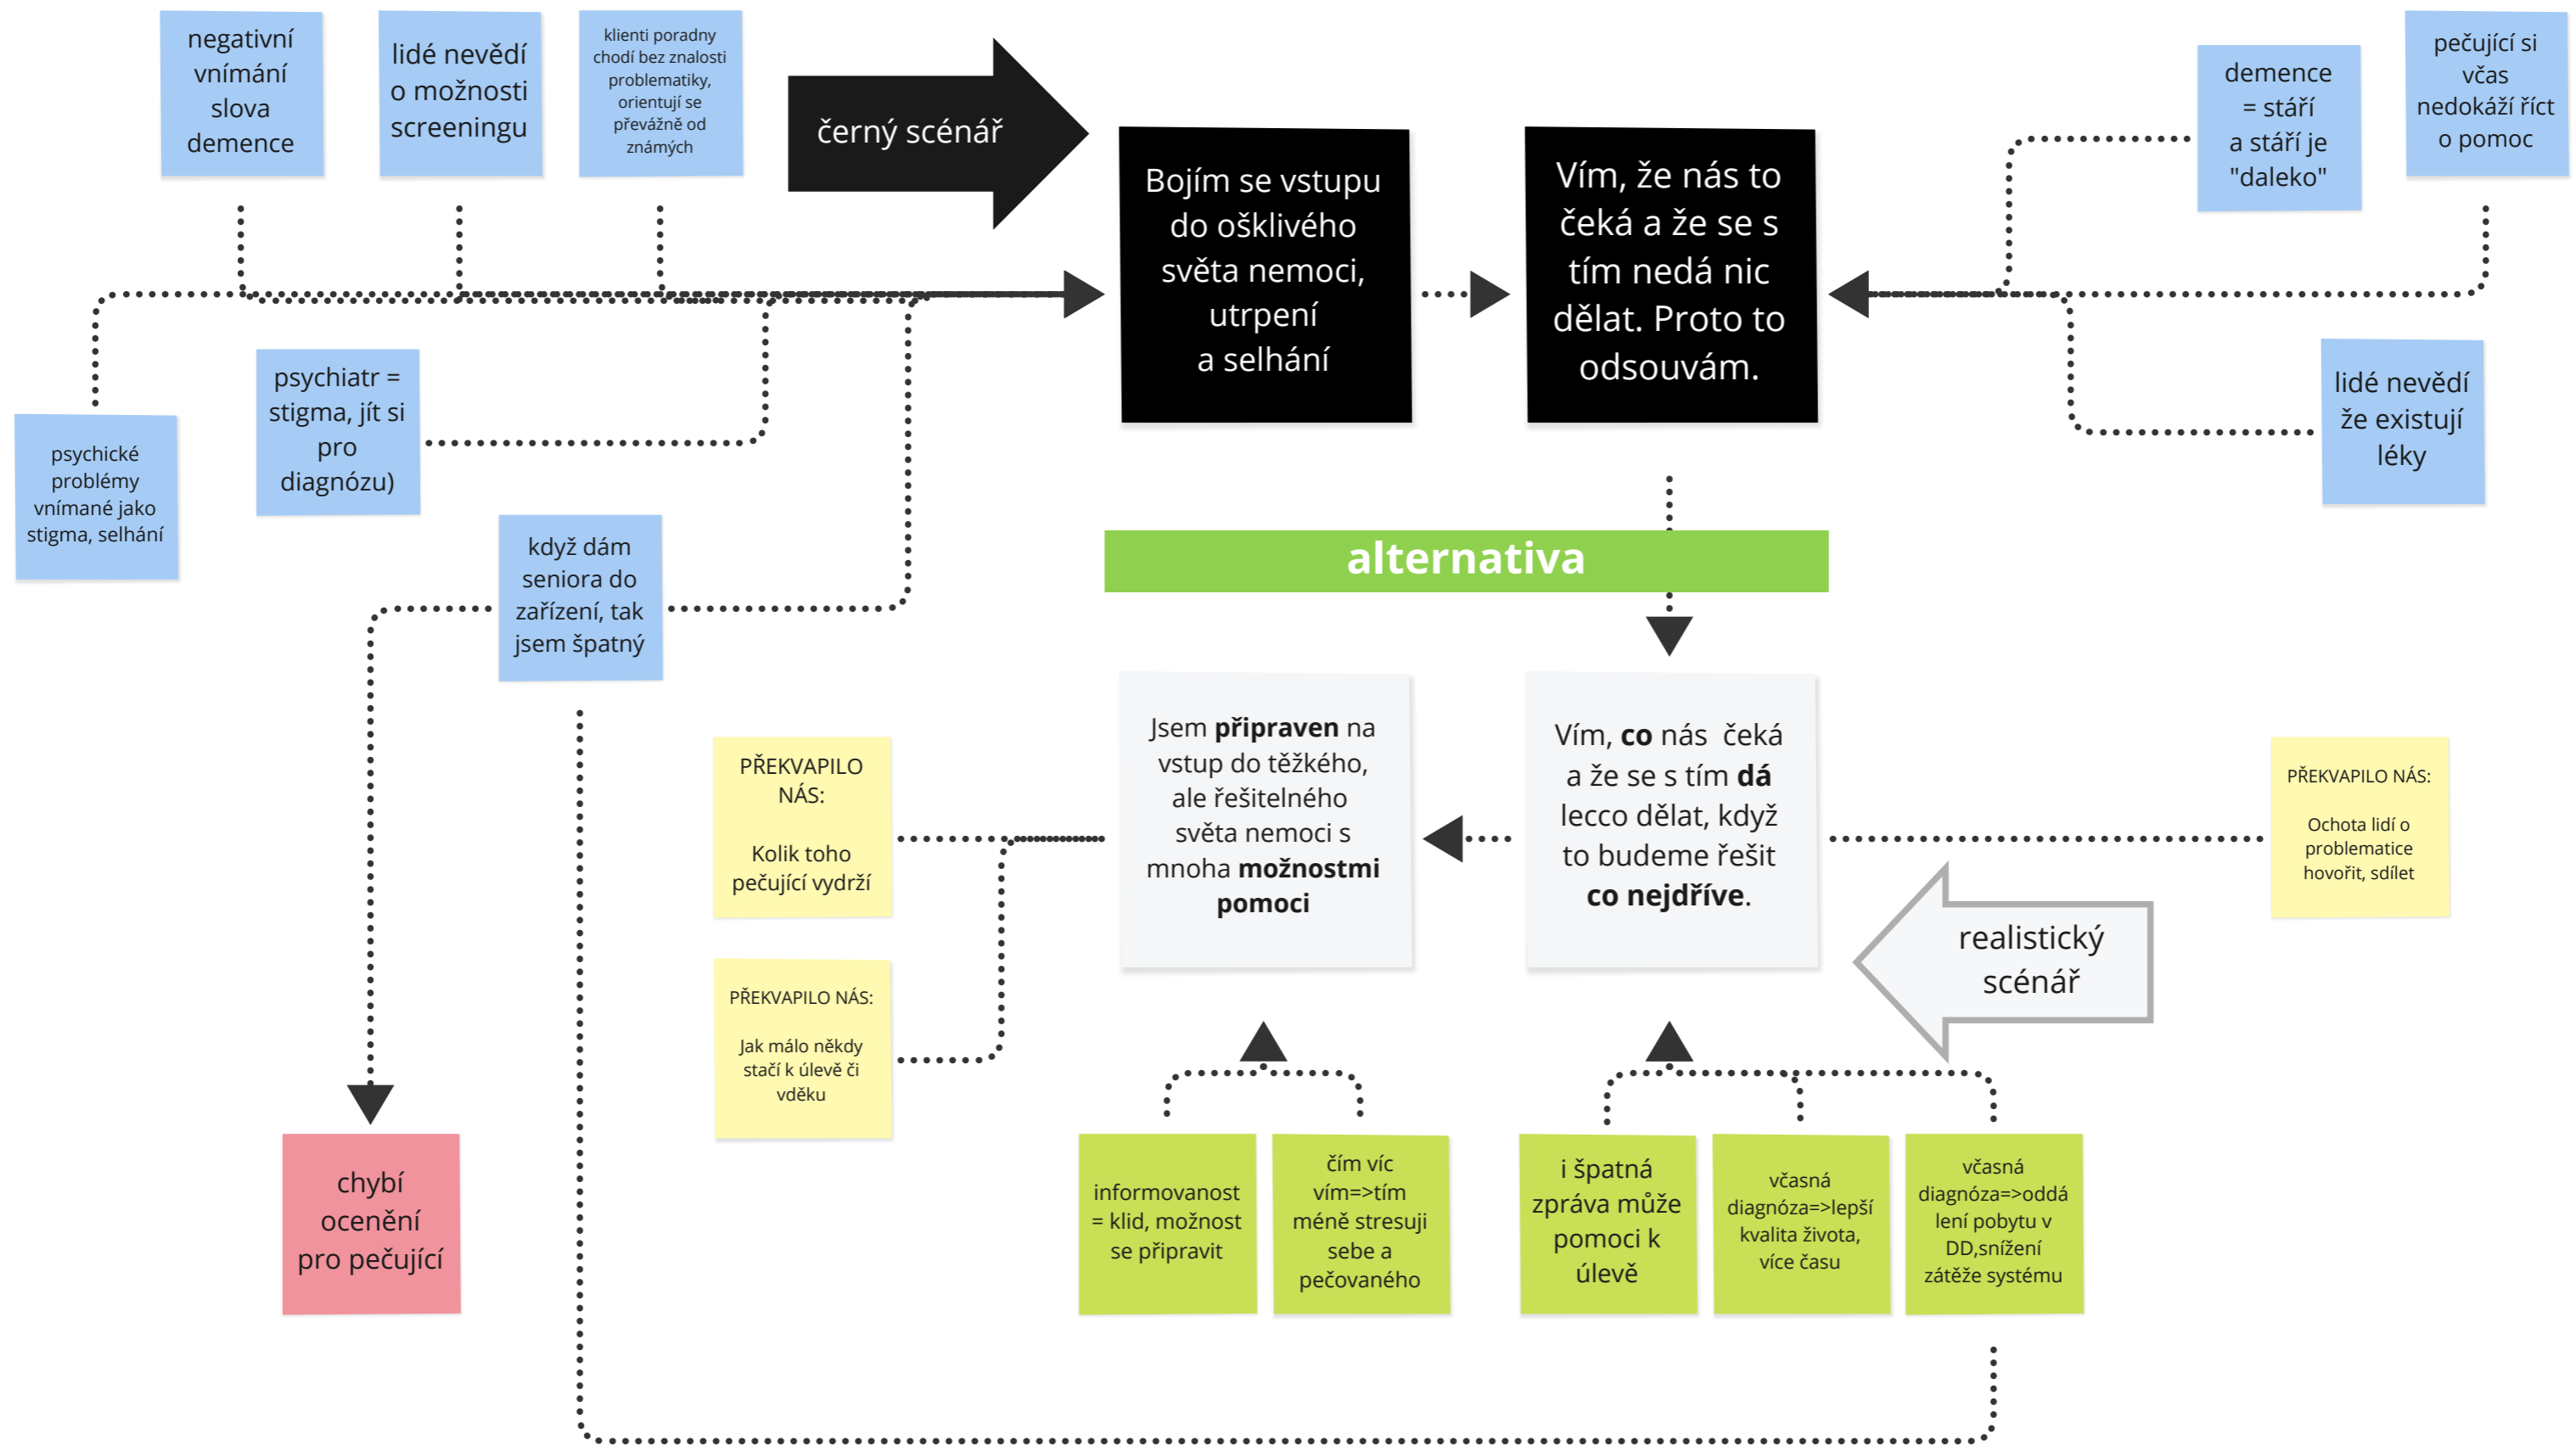 negativní
vnímání
slova
demence
lidé nevědí
o možnosti
screeningu
klienti poradny
chodí bez znalosti
problematiky,
orientují se
převážně od
známých
černý scénář
Bojím se vstupu
do ošklivého
světa nemoci,
utrpení
a selhání
Vím, že nás to
čeká a že se s
tím nedá nic
dělat. Proto to
odsouvám.
demence
= stáří
a stáří je
"daleko"
pečující si
včas
nedokáží říct
o pomoc
psychické
problémy
vnímané jako
stigma, selhání
psychiatr =
stigma, jít si
pro
diagnózu)
když dám
seniora do
zařízení, tak
jsem špatný
lidé nevědí
že existují
léky
alternativa
PŘEKVAPILO
NÁS:
Kolik toho
pečující vydrží
Jsem připraven na
vstup do těžkého,
ale řešitelného
světa nemoci s
mnoha možnostmi
pomoci
Vím, co nás  čeká
a že se s tím dá
lecco dělat, když
to budeme řešit
co nejdříve.
PŘEKVAPILO NÁS:
Ochota lidí o
problematice
hovořit, sdílet
realistický
scénář
PŘEKVAPILO NÁS:
Jak málo někdy
stačí k úlevě či
vděku
chybí
ocenění
pro pečující
informovanost
= klid, možnost
se připravit
čím víc
vím=>tím
méně stresuji
sebe a
pečovaného
i špatná
zpráva může
pomoci k
úlevě
včasná
diagnóza=>lepší
kvalita života,
více času
včasná
diagnóza=>oddá
lení pobytu v
DD,snížení
zátěže systému